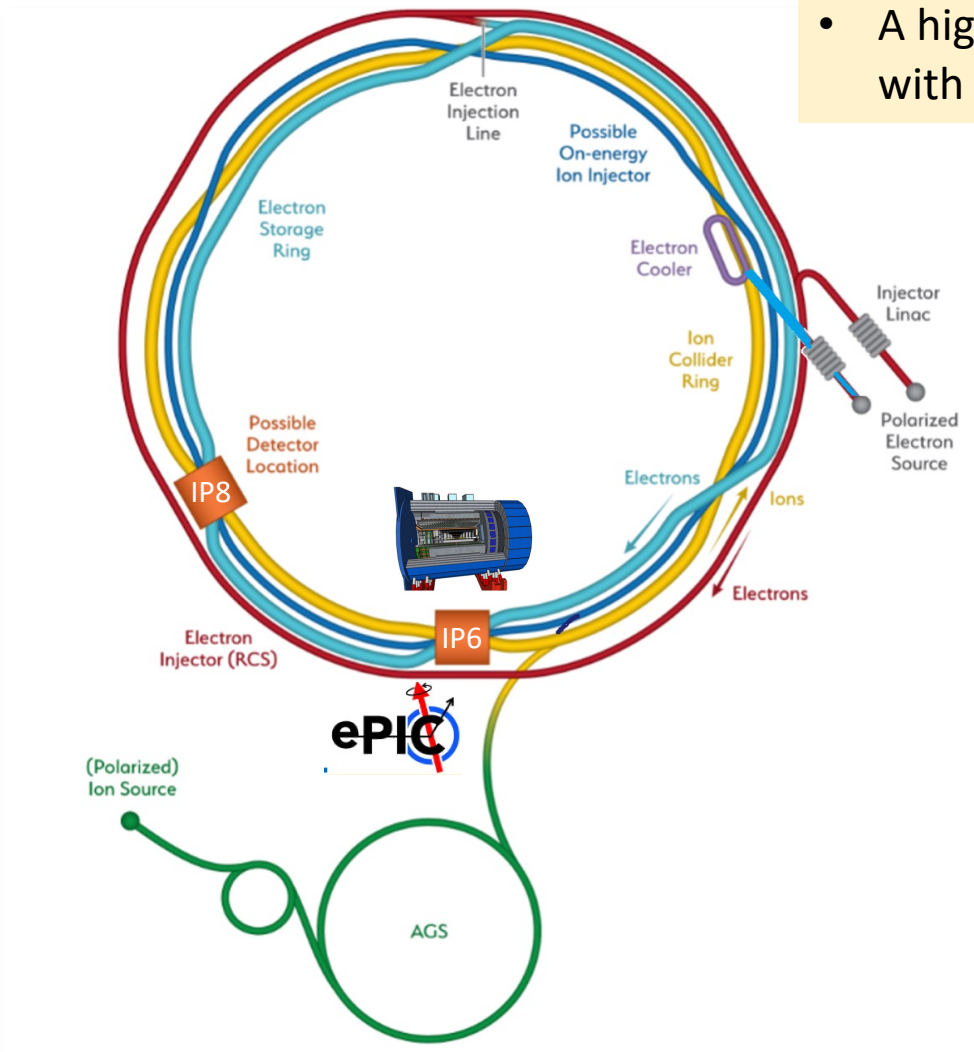 • A hig
with
Electron
Injection
Line
Possible
On-energy
Ion Injector
Electron
Storage
Ring
Electron
Cooler
Injector
Linac
Ion
Collider
Ring
Possible
Detector
Location
Polarized
Electron
Source
IP8
Electrons
Ions
Electrons
IP6
Electron
Injector (RCS)
ePIC
(Polarized)
Ion Source
AGS